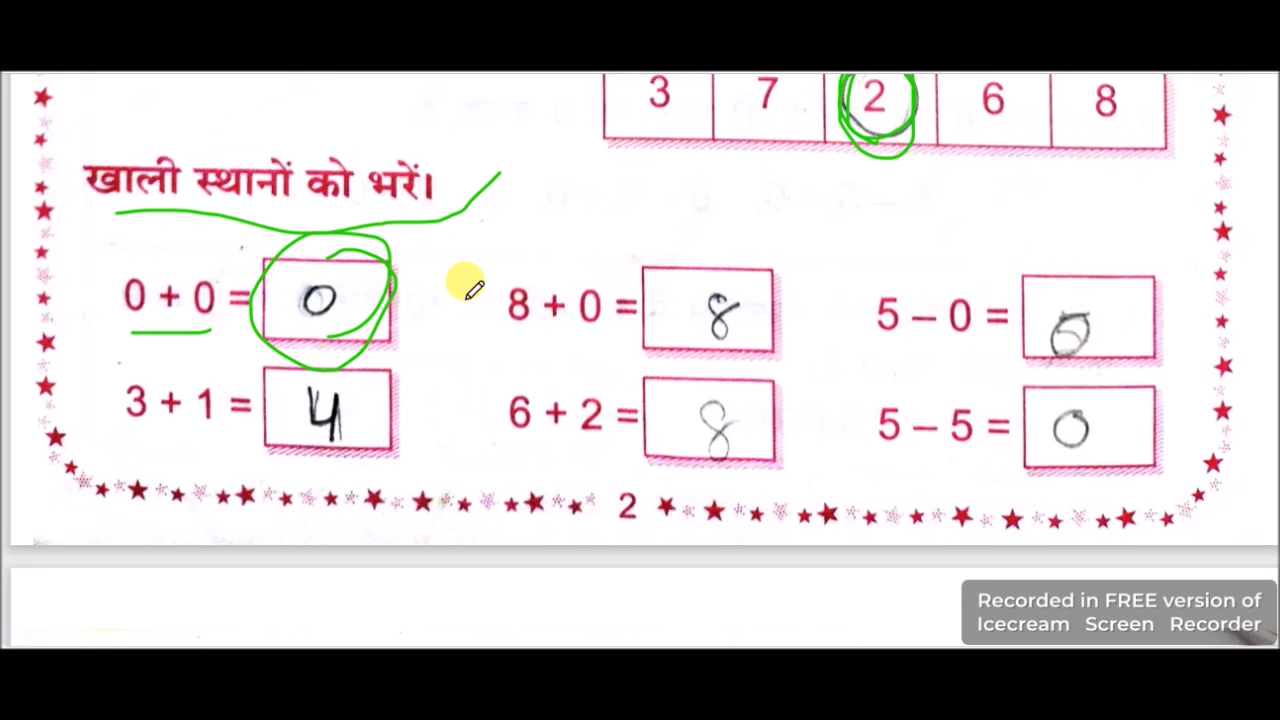 3 7 2 6 8
खाली स्थानों को भरें।
0 + 0 = 0 8 + 0 = 8 5 – 0 = 5
3 + 1 = 4 6 + 2 = 8 5 – 5 = 0
2
Recorded in FREE version of
Icecream Screen Recorder